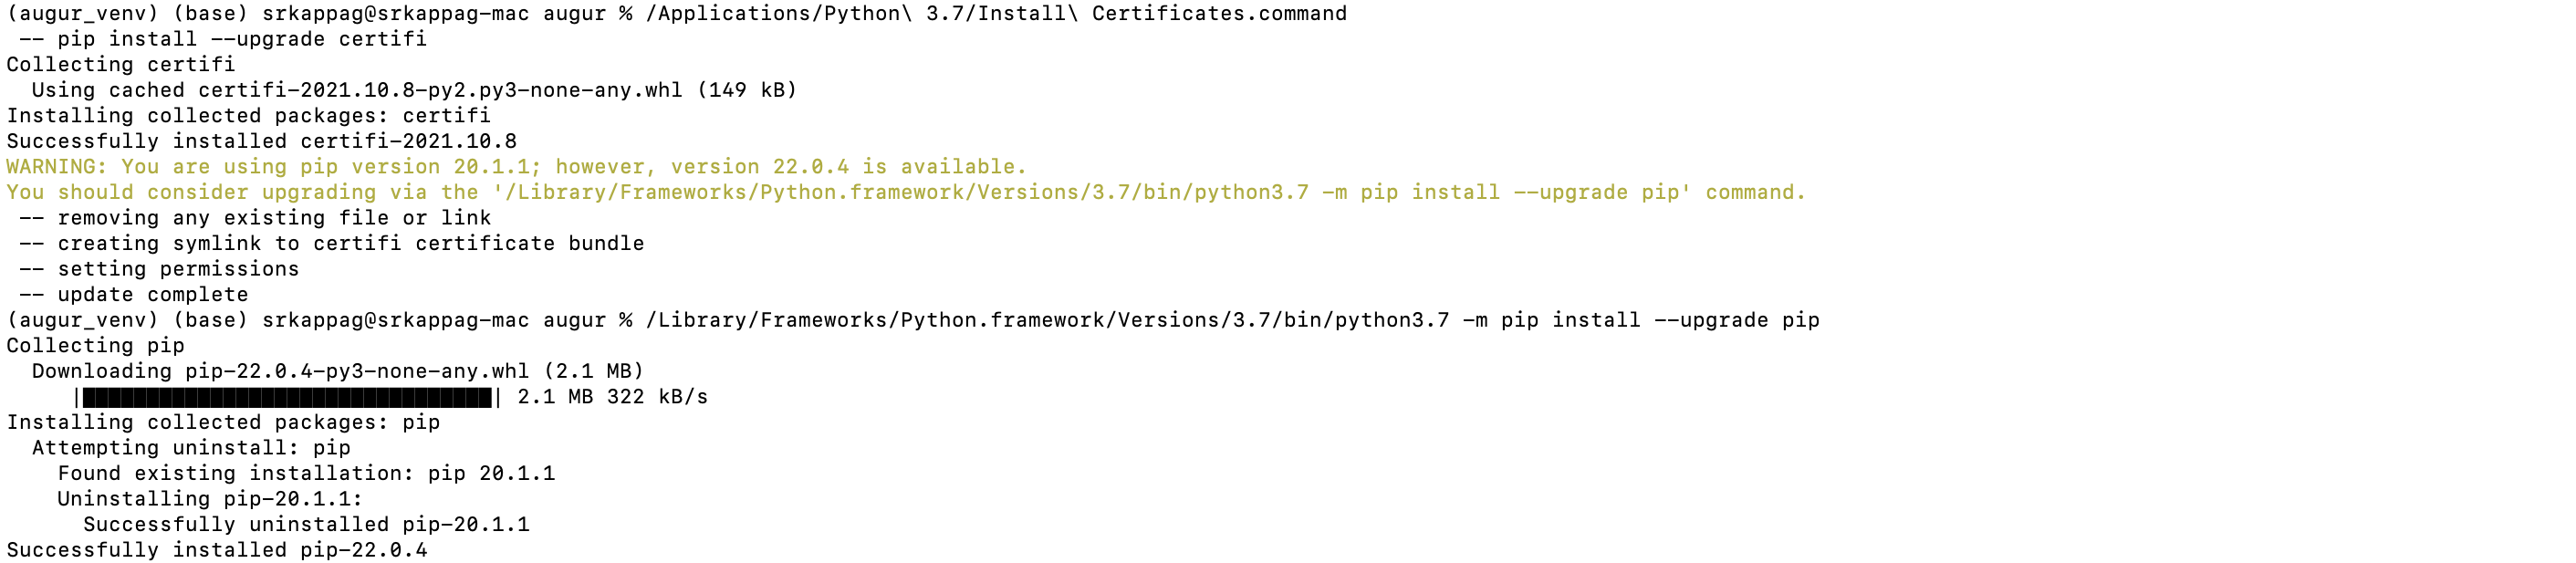 (augur_venv) (base) srkappag@srkappag-mac augur % /Applications/Python\ 3.7/Install\ Certificates.command
 -- pip install --upgrade certifi
Collecting certifi
  Using cached certifi-2021.10.8-py2.py3-none-any.whl (149 kB)
Installing collected packages: certifi
Successfully installed certifi-2021.10.8
WARNING: You are using pip version 20.1.1; however, version 22.0.4 is available.
You should consider upgrading via the '/Library/Frameworks/Python.framework/Versions/3.7/bin/python3.7 -m pip install --upgrade pip' command.
 -- removing any existing file or link
 -- creating symlink to certifi certificate bundle
 -- setting permissions
 -- update complete
(augur_venv) (base) srkappag@srkappag-mac augur % /Library/Frameworks/Python.framework/Versions/3.7/bin/python3.7 -m pip install --upgrade pip
Collecting pip
  Downloading pip-22.0.4-py3-none-any.whl (2.1 MB)
     |████████████████████████████████| 2.1 MB 322 kB/s
Installing collected packages: pip
  Attempting uninstall: pip
    Found existing installation: pip 20.1.1
    Uninstalling pip-20.1.1:
      Successfully uninstalled pip-20.1.1
Successfully installed pip-22.0.4